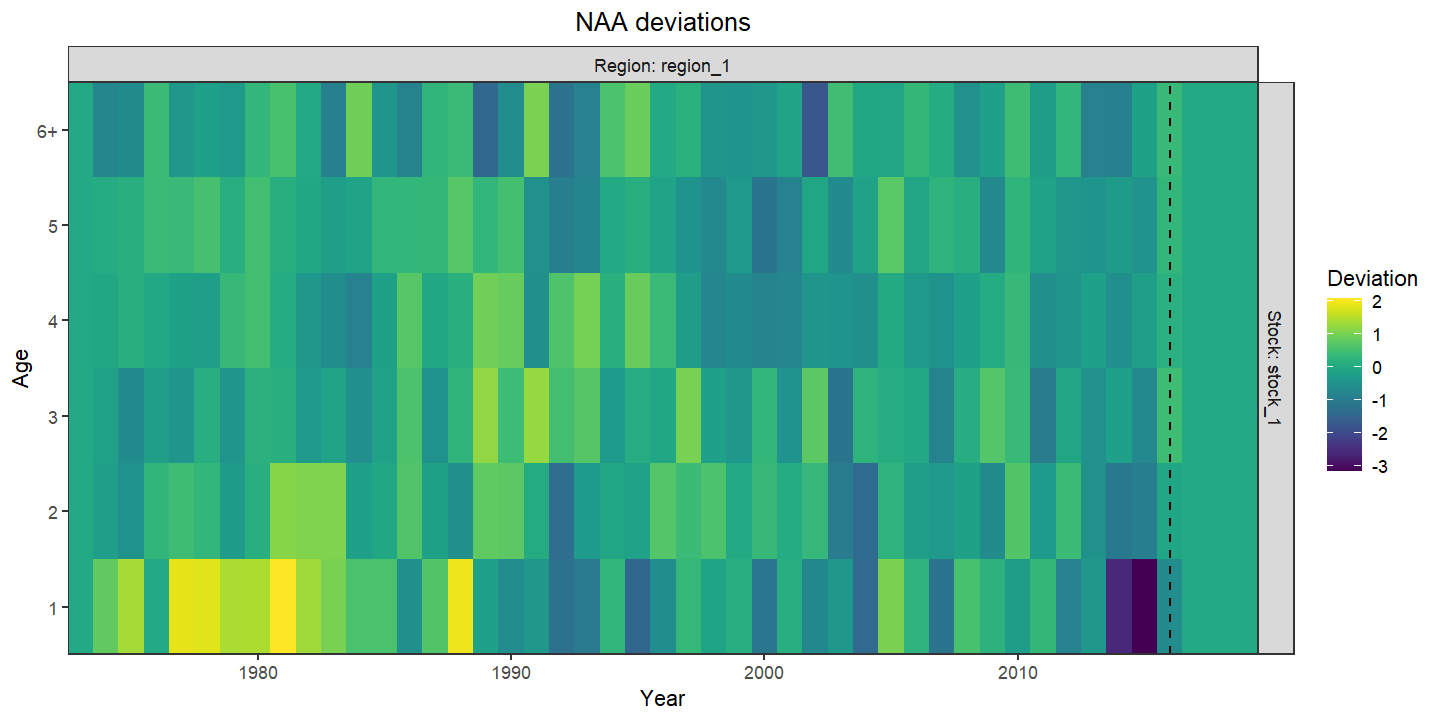 NAA deviations
Region: region_1
Stock: stock_1
Age
6+
5
4
3
2
1
1980
1990
2000
2010
Year
Deviation
2
1
0
-1
-2
-3